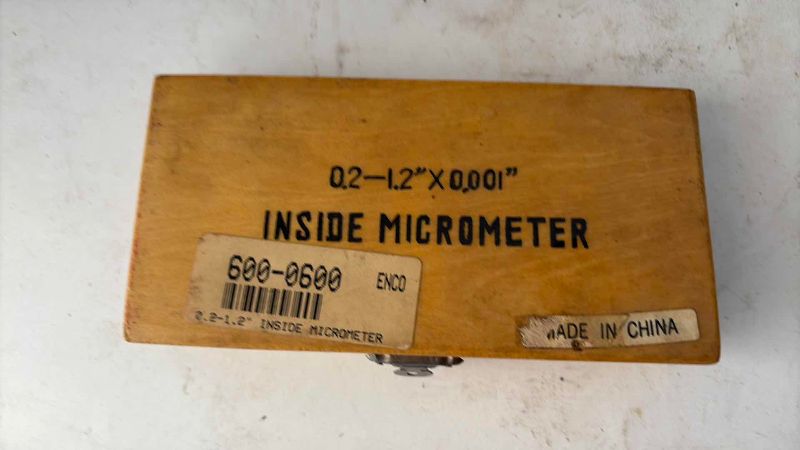 0.2—1.2"X0.001"
INSIDE MICROMETER
600-0600 ENCO
0.2-1.2" INSIDE MICROMETER
MADE IN CHINA